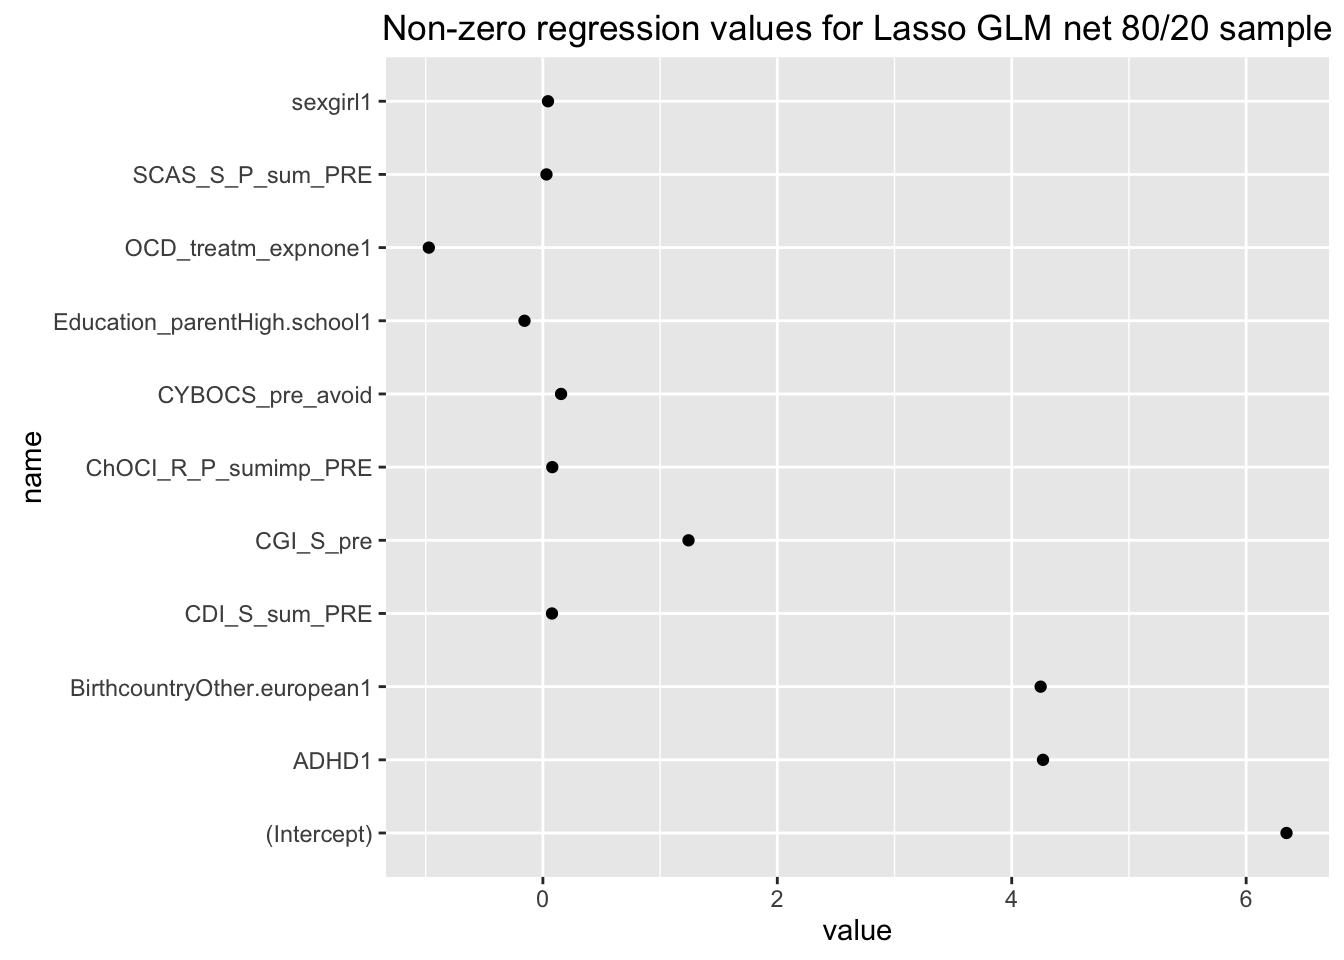 Non-zero regression values for Lasso GLM net 80/20 sample
sexgirl1
SCAS_S_P_sum_PRE
OCD_treatm_expnone1
Education_parentHigh.school1
CYBOCS_pre_avoid
ChOCI_R_P_sumimp_PRE
CGI_S_pre
CDI_S_sum_PRE
BirthcountryOther.european1
ADHD1
(Intercept)
name
0 2 4 6
value